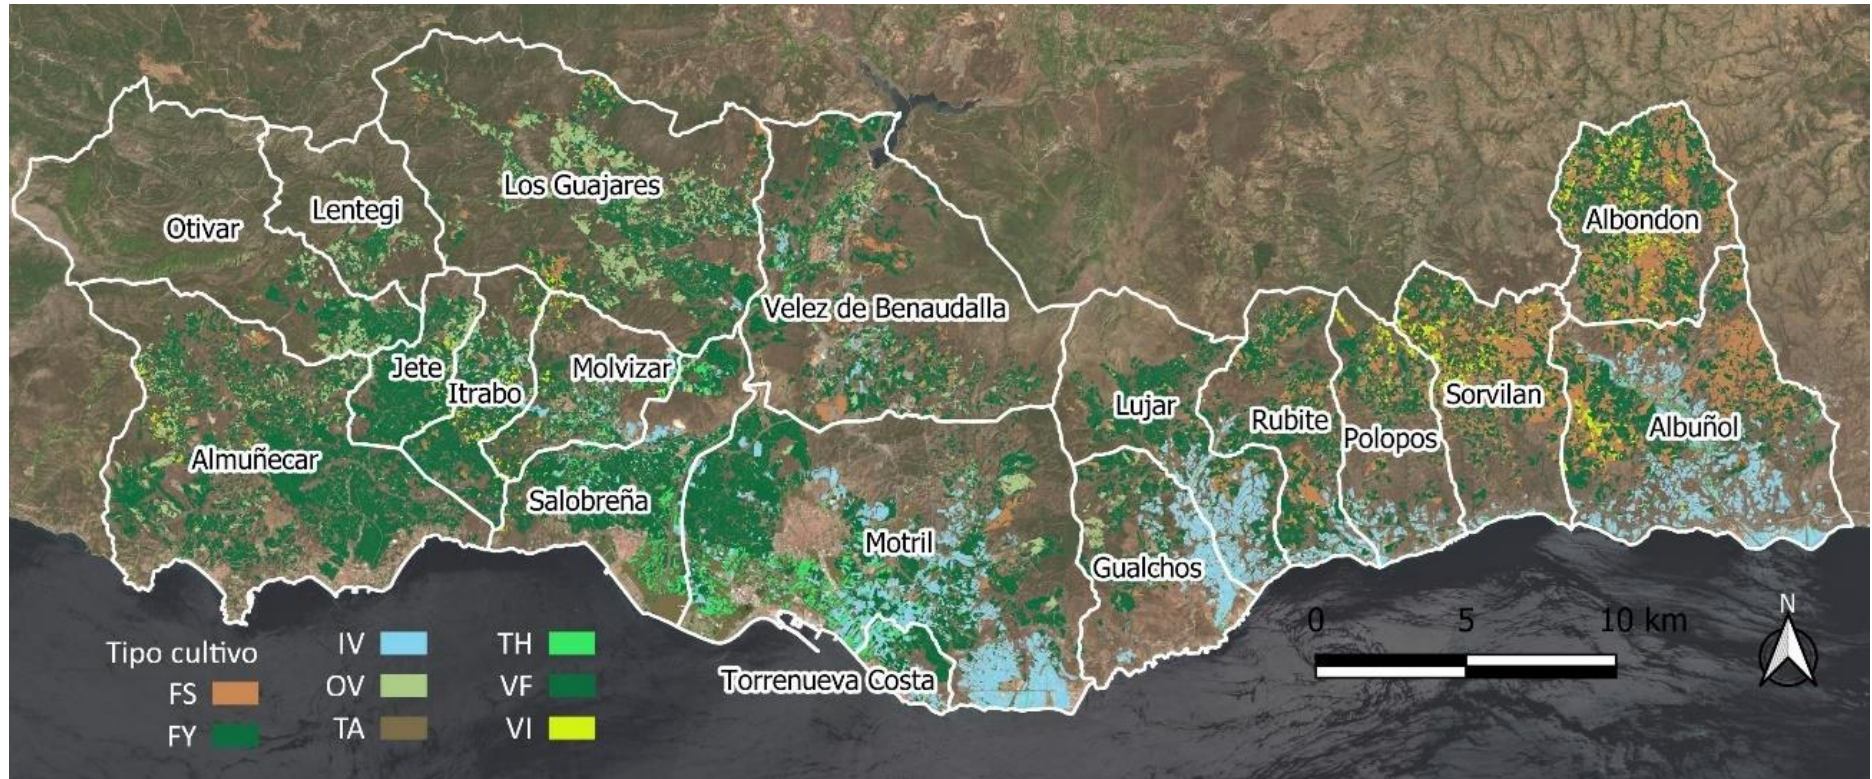 Otivar
Lentegi
Los Guajares
Albondon
Velez de Benaudalla
Jete
Itrabo
Molvizar
Lujar
Rubite
Polopos
Sorvilan
Albuñol
Almuñecar
Salobreña
Motril
Gualchos
Torrenueva Costa
Tipo cultivo
FS
FY
IV
OV
TA
TH
VF
VI
0 5 10 km
N